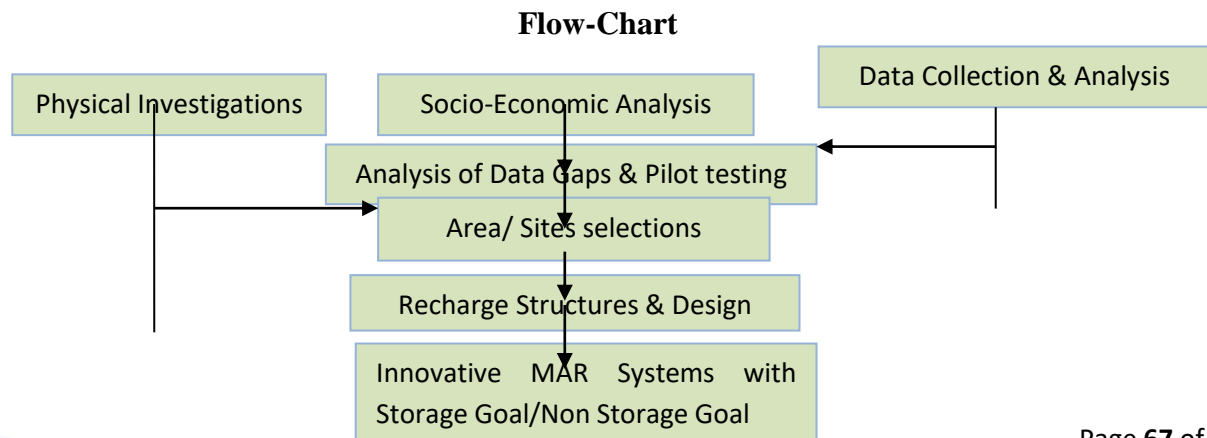 Flow-Chart
Physical Investigations
Socio-Economic Analysis
Data Collection & Analysis
Analysis of Data Gaps & Pilot testing
Area/ Sites selections
Recharge Structures & Design
Innovative MAR Systems with
Storage Goal/Non Storage Goal
Page 67 of